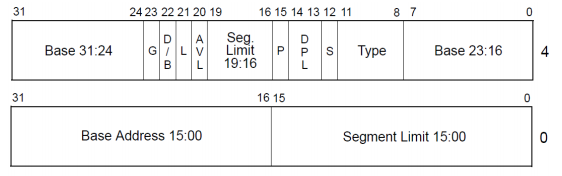 31 24 23 22 21 20 19 16 15 14 13 12 11 8 7 0
Base 31:24 G D/B L AVL Seg. Limit 19:16 P DPL S Type Base 23:16 4
31 16 15 0
Base Address 15:00 Segment Limit 15:00 0